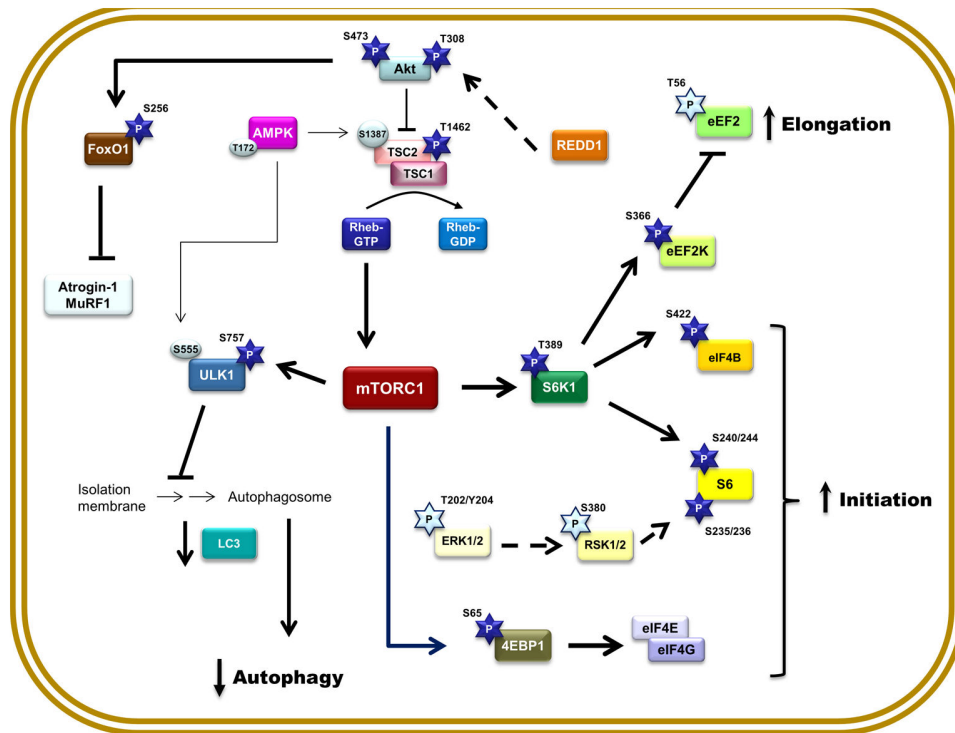 S473
P
P
T308
Akt
T56
P
eEF2
Elongation
S256
P
FoxO1
AMPK
T172
S1387
P
T1462
TSC2
TSC1
REDD1
Rheb-
GTP
Rheb-
GDP
S366
P
eEF2K
Atrogin-1
MuRF1
S555
S757
P
ULK1
mTORC1
T389
P
S6K1
S422
P
eIF4B
S240/244
P
S6
P
S235/236
Initiation
Isolation
membrane
Autophagosome
LC3
T202/Y204
P
ERK1/2
S380
P
RSK1/2
S65
P
4EBP1
eIF4E
eIF4G
Autophagy